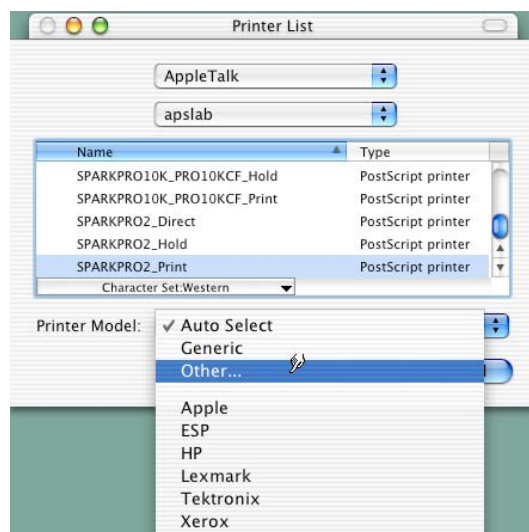 Printer List
AppleTalk
apslab
Name Type
SPARKPRO10K_PRO10KCF_Hold PostScript printer
SPARKPRO10K_PRO10KCF_Print PostScript printer
SPARKPRO2_Direct PostScript printer
SPARKPRO2_Hold PostScript printer
SPARKPRO2_Print PostScript printer
Character Set:Western
Printer Model: ✓ Auto Select
Generic
Other...
Apple
ESP
HP
Lexmark
Tektronix
Xerox